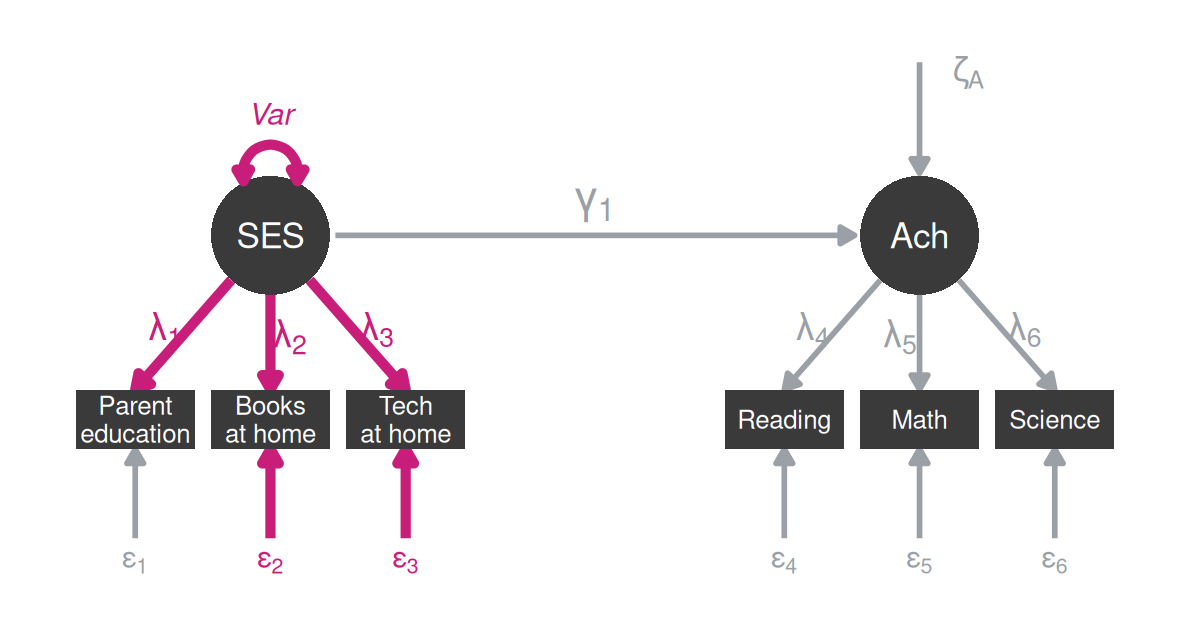 ζA
Var
SES
γ1
Ach
λ1
λ2
λ3
λ4
λ5
λ6
Parent
education
Books
at home
Tech
at home
Reading
Math
Science
ε1
ε2
ε3
ε4
ε5
ε6